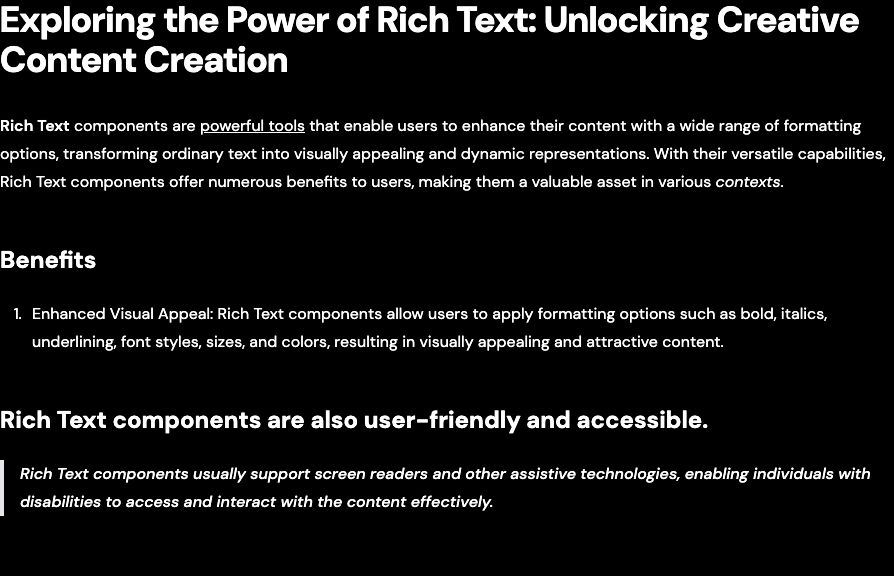 Exploring the Power of Rich Text: Unlocking Creative
Content Creation
Rich Text components are powerful tools that enable users to enhance their content with a wide range of formatting
options, transforming ordinary text into visually appealing and dynamic representations. With their versatile capabilities,
Rich Text components offer numerous benefits to users, making them a valuable asset in various contexts.
Benefits
1. Enhanced Visual Appeal: Rich Text components allow users to apply formatting options such as bold, italics,
underlining, font styles, sizes, and colors, resulting in visually appealing and attractive content.
Rich Text components are also user-friendly and accessible.
Rich Text components usually support screen readers and other assistive technologies, enabling individuals with
disabilities to access and interact with the content effectively.